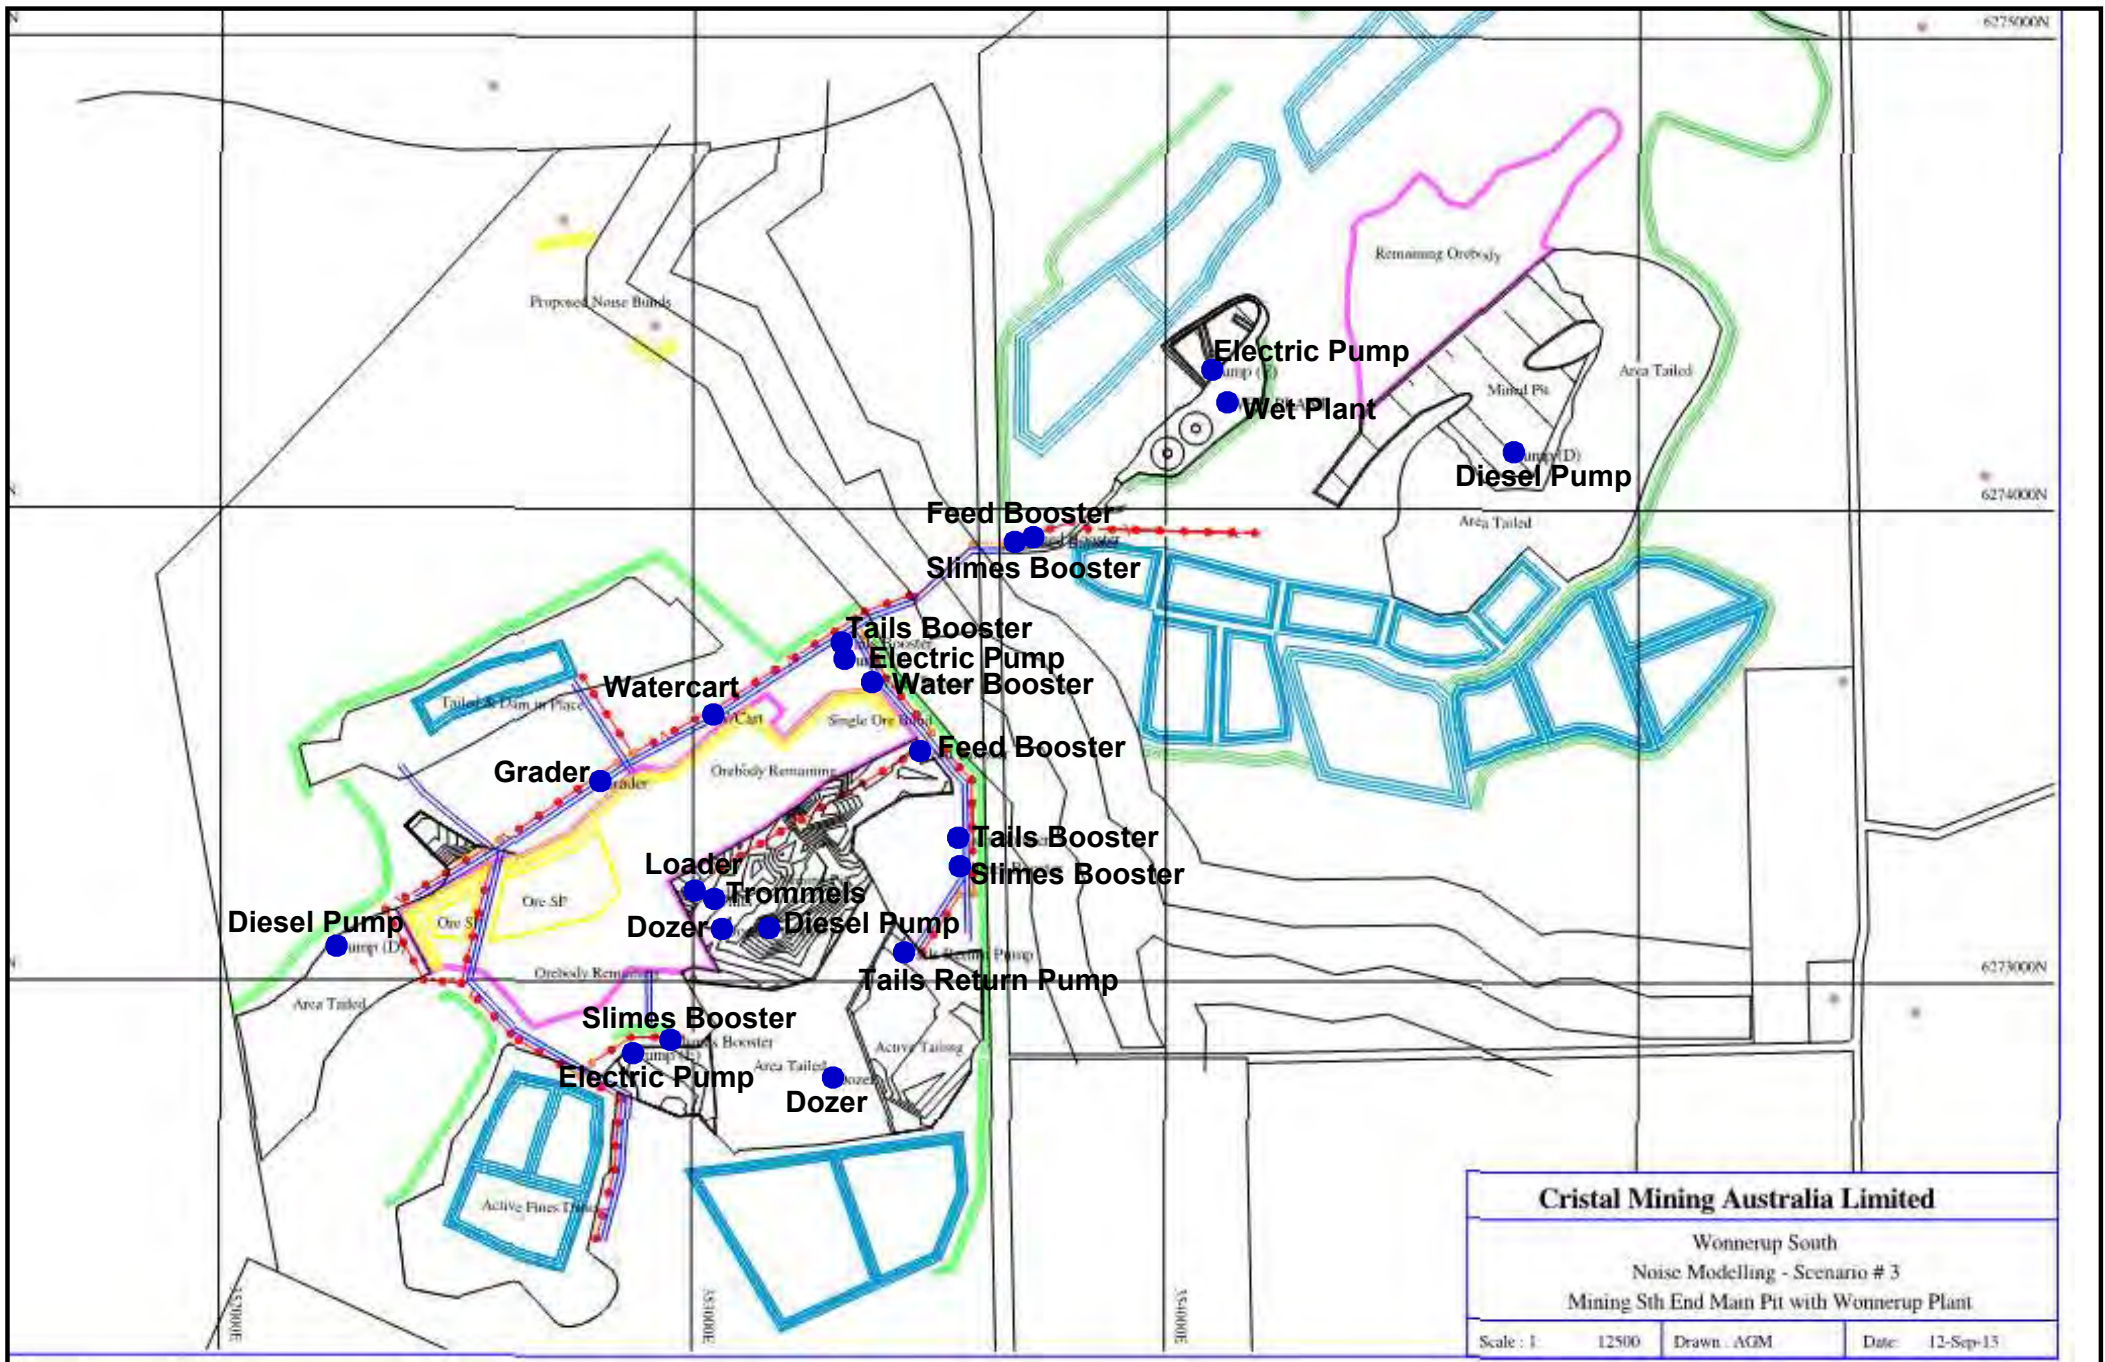 6275000N
Remaining Orebody
Proposed Noise Bunds
Electric Pump
Wet Plant
Area Tailed
Mined Pit
Diesel Pump
6274000N
Area Tailed
Feed Booster
Slimes Booster
Tails Booster
Electric Pump
Water Booster
Watercart
Tailed & Dam in Place
Single Ore Bund
Feed Booster
Grader
Grader
Orebody Remaining
Tails Booster
Slimes Booster
Loader
Trommels
Ore SP
Diesel Pump
Dozer
Diesel Pump
Tails Return Pump
6273000N
Area Tailed
Slimes Booster
Electric Pump
Area Tailed
Active Tailing
Dozer
Active Fines Dams
352000E
353000E
354000E
Cristal Mining Australia Limited
Wonnerup South
Noise Modelling - Scenario # 3
Mining Sth End Main Pit with Wonnerup Plant
Scale : 1 12500 Drawn : AGM Date: 12-Sep-13